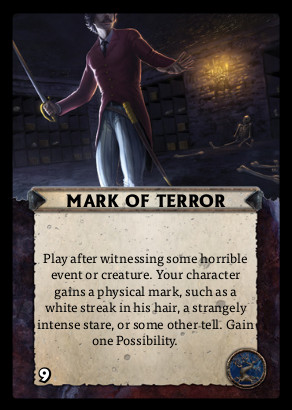 MARK OF TERROR
Play after witnessing some horrible
event or creature. Your character
gains a physical mark, such as a
white streak in his hair, a strangely
intense stare, or some other tell. Gain
one Possibility.
9